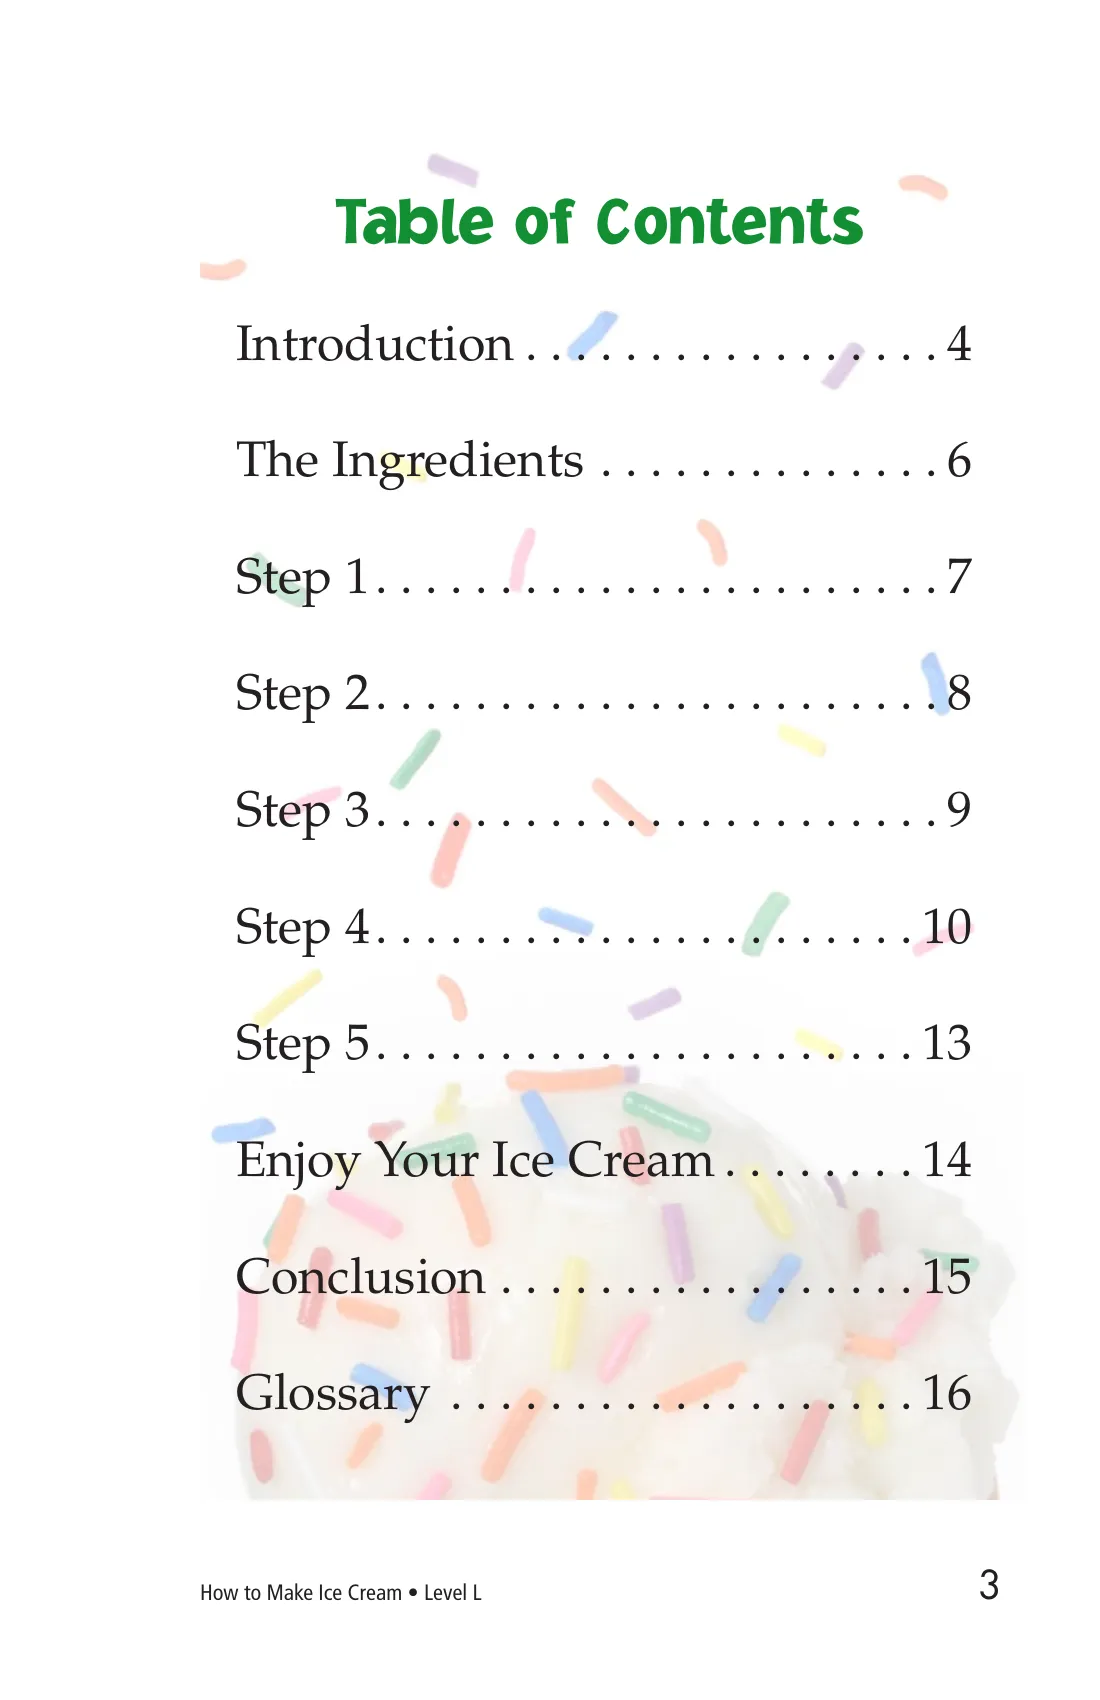 Table of Contents
Introduction . . . . . . . . . . . . . . . . . 4
The Ingredients . . . . . . . . . . . . . . 6
Step 1. . . . . . . . . . . . . . . . . . . . . . . 7
Step 2. . . . . . . . . . . . . . . . . . . . . . . 8
Step 3. . . . . . . . . . . . . . . . . . . . . . . 9
Step 4. . . . . . . . . . . . . . . . . . . . . . 10
Step 5. . . . . . . . . . . . . . . . . . . . . . 13
Enjoy Your Ice Cream . . . . . . . . 14
Conclusion . . . . . . . . . . . . . . . . . 15
Glossary . . . . . . . . . . . . . . . . . . . 16
How to Make Ice Cream • Level L 3